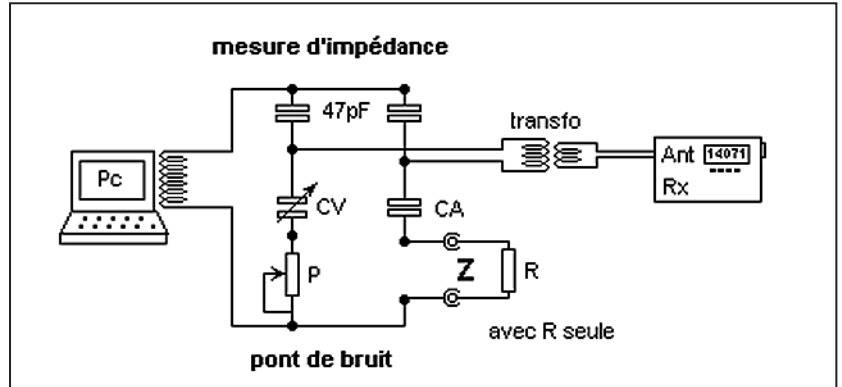 mesure d'impédance
47pF
transfo
Pc
Ant 14071
Rx
CV
CA
P
Z
R
avec R seule
pont de bruit